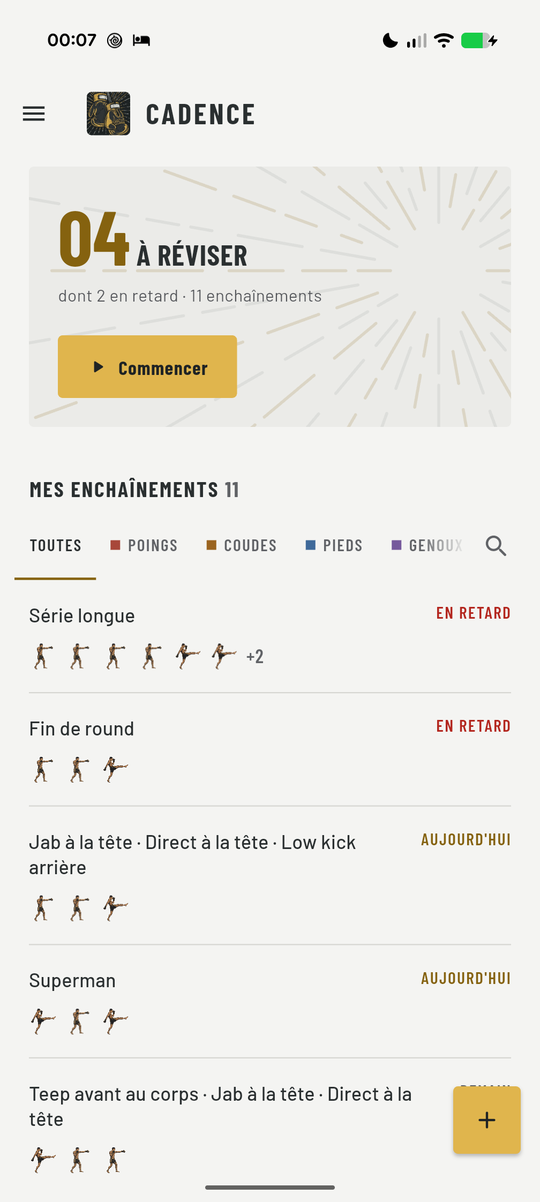 00:07
CADENCE
04 À RÉVISER
dont 2 en retard · 11 enchaînements
Commencer
MES ENCHAÎNEMENTS 11
TOUTES POINGS COUDES PIEDS GENOUX
Série longue EN RETARD
+2
Fin de round EN RETARD
Jab à la tête · Direct à la tête · Low kick AUJOURD'HUI
arrière
Superman AUJOURD'HUI
Teep avant au corps · Jab à la tête · Direct à la
tête